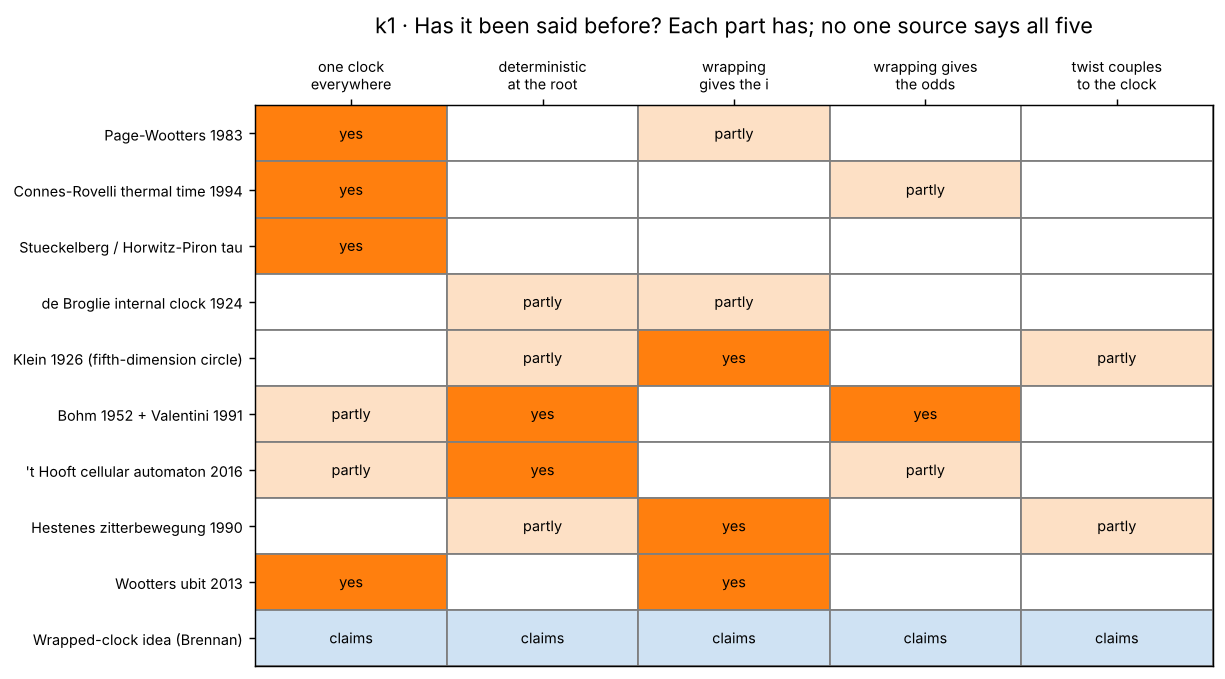 k1 · Has it been said before? Each part has; no one source says all five
one clock everywhere
deterministic at the root
wrapping gives the i
wrapping gives the odds
twist couples to the clock
Page-Wootters 1983 yes partly
Connes-Rovelli thermal time 1994 yes partly
Stueckelberg / Horwitz-Piron tau yes
de Broglie internal clock 1924 partly partly
Klein 1926 (fifth-dimension circle) partly yes partly
Bohm 1952 + Valentini 1991 partly yes yes
't Hooft cellular automaton 2016 partly yes partly
Hestenes zitterbewegung 1990 partly yes partly
Wootters ubit 2013 yes yes
Wrapped-clock idea (Brennan) claims claims claims claims claims